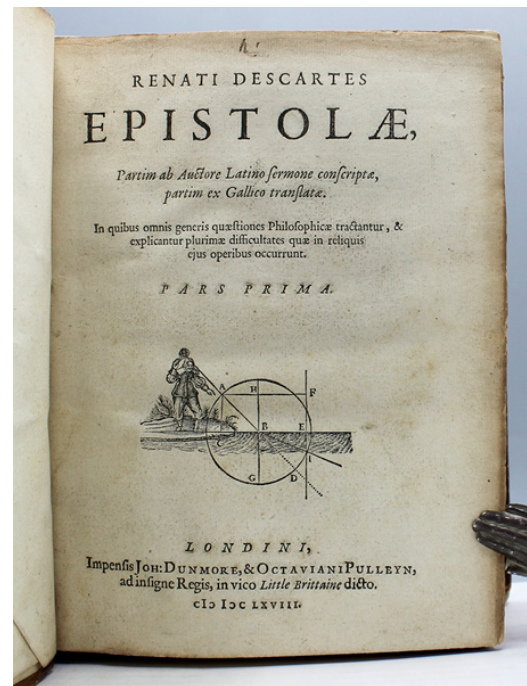 RENATI DESCARTES
EPISTOLÆ,
Partim ab Auctore Latino ſermone conſcriptæ,
partim ex Gallico tranſlatæ.
In quibus omnis generis quæſtiones Philoſophicæ tractantur, &
explicantur plurimæ difficultates quæ in reliquis
ejus operibus occurrunt.
PARS PRIMA.
A H F
C B E
I
G D
LONDINI,
Impenſis JOH: DUNMORE, & OCTAVIANI PULLEYN,
ad inſigne Regis, in vico Little Brittaine dicto.
cIɔ Iɔc LXVIII.